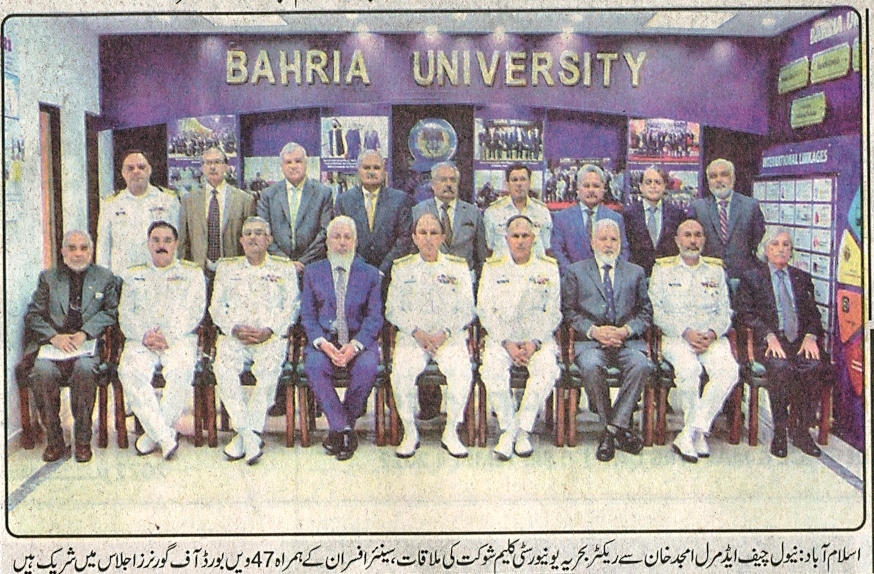 BAHRIA UNIVERSITY
BAHRIA U
INTERNATIONAL LINKAGES
اسلام آباد: نیول چیف ایڈمرل امجد خان سے ریکٹر بحریہ یونیورسٹی کلیم شوکت کی ملاقات، سینئر افسران کے ہمراہ 47 ویں بورڈ آف گورنرز اجلاس میں شریک ہیں